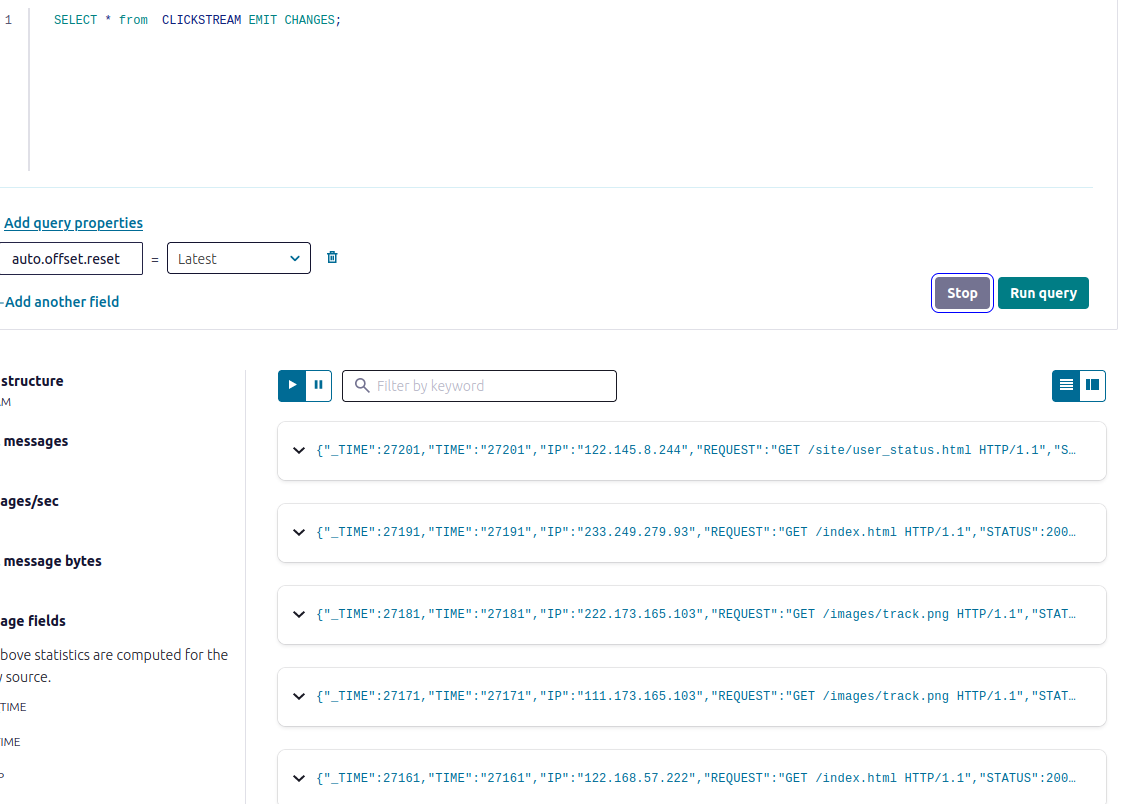 1 SELECT * from  CLICKSTREAM EMIT CHANGES;
Add query properties
auto.offset.reset = Latest
Add another field
Stop Run query
structure
messages
ages/sec
message bytes
age fields
bove statistics are computed for the
source.
TIME
TIME
Filter by keyword
{"_TIME":27201,"TIME":"27201","IP":"122.145.8.244","REQUEST":"GET /site/user_status.html HTTP/1.1","S…
{"_TIME":27191,"TIME":"27191","IP":"233.249.279.93","REQUEST":"GET /index.html HTTP/1.1","STATUS":200…
{"_TIME":27181,"TIME":"27181","IP":"222.173.165.103","REQUEST":"GET /images/track.png HTTP/1.1","STAT…
{"_TIME":27171,"TIME":"27171","IP":"111.173.165.103","REQUEST":"GET /images/track.png HTTP/1.1","STAT…
{"_TIME":27161,"TIME":"27161","IP":"122.168.57.222","REQUEST":"GET /index.html HTTP/1.1","STATUS":200…